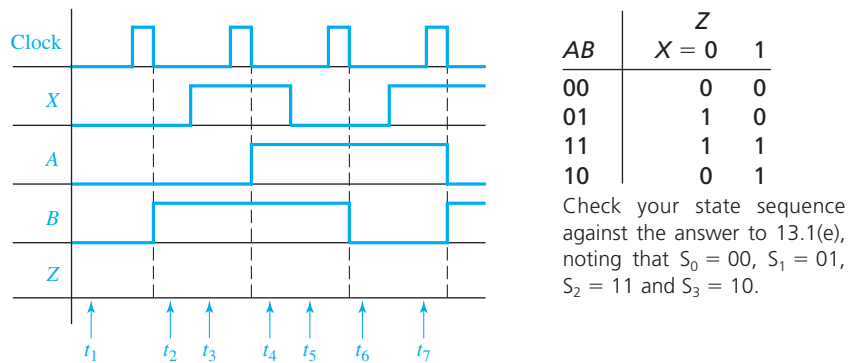 Clock
X
A
B
Z
t1 t2 t3 t4 t5 t6 t7
Z
AB X = 0 1
00 0 0
01 1 0
11 1 1
10 0 1
Check your state sequence
against the answer to 13.1(e),
noting that S0 = 00, S1 = 01,
S2 = 11 and S3 = 10.